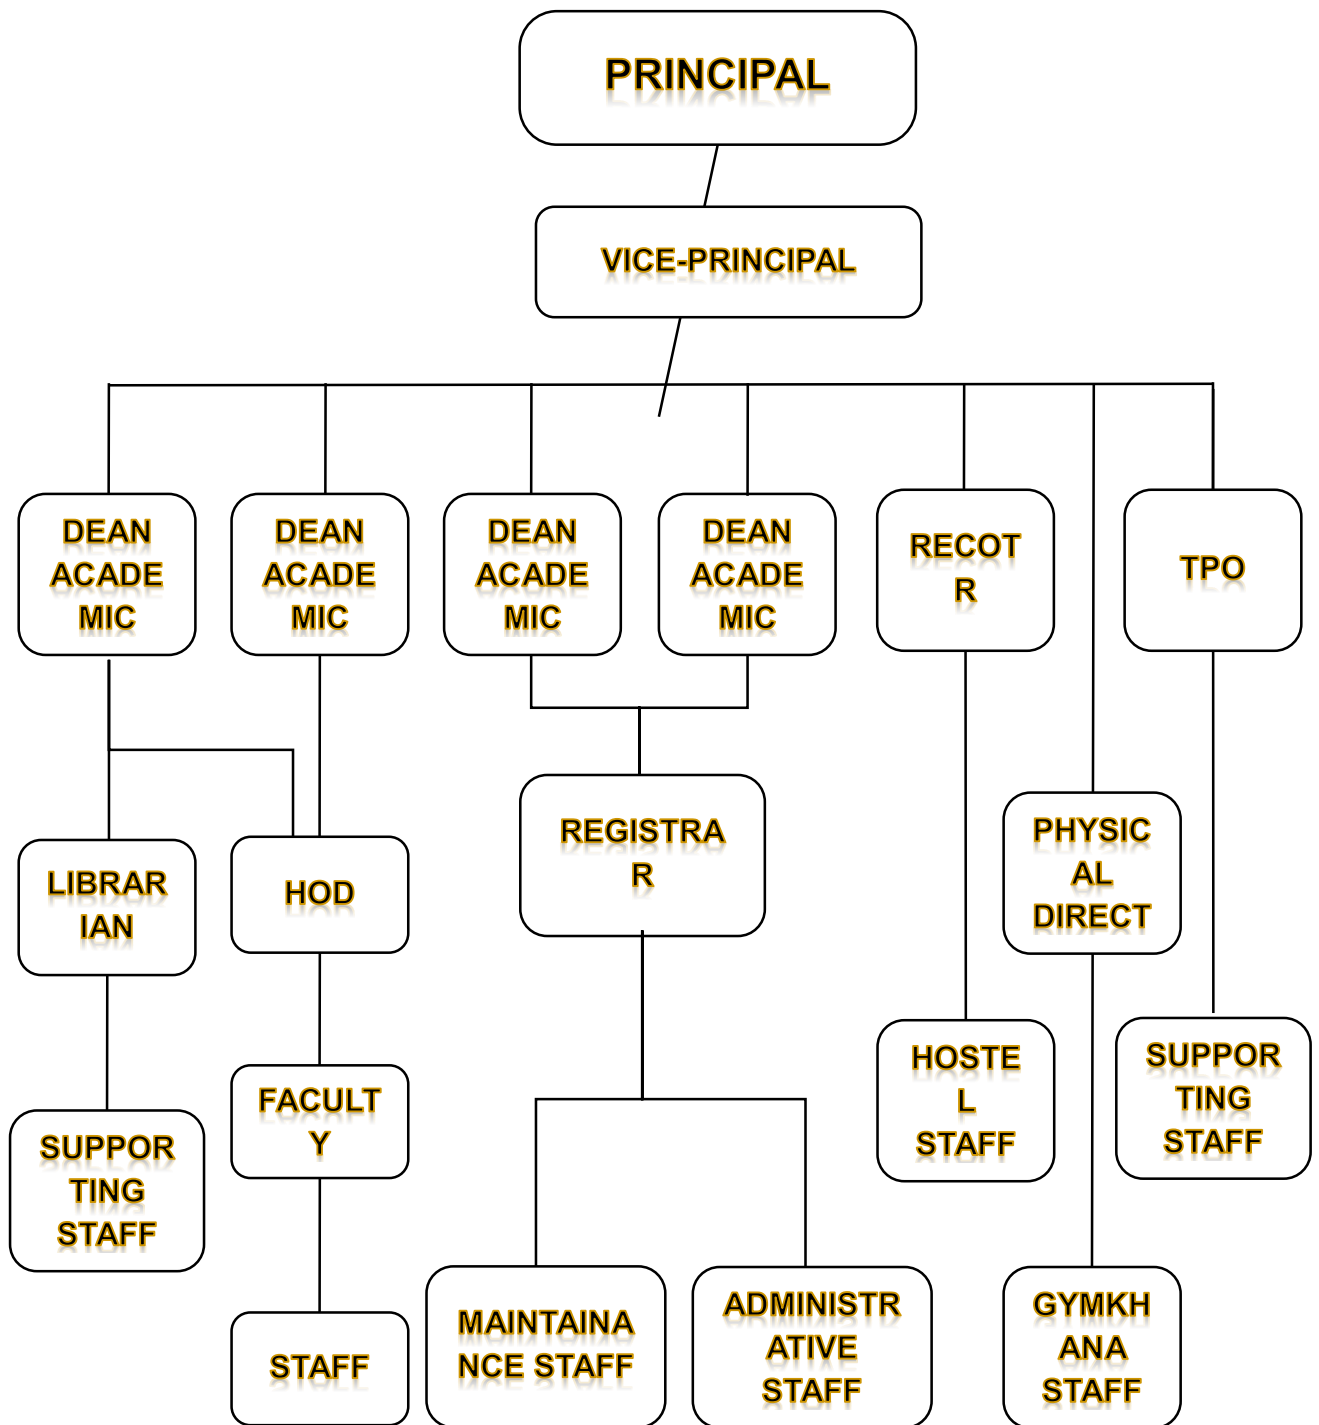 PRINCIPAL
VICE-PRINCIPAL
DEAN
ACADE
MIC
DEAN
ACADE
MIC
DEAN
ACADE
MIC
DEAN
ACADE
MIC
RECOT
R
TPO
LIBRAR
IAN
HOD
REGISTRA
R
PHYSIC
AL
DIRECT
SUPPOR
TING
STAFF
FACULT
Y
HOSTE
L
STAFF
SUPPOR
TING
STAFF
STAFF
MAINTAINA
NCE STAFF
ADMINISTR
ATIVE
STAFF
GYMKH
ANA
STAFF